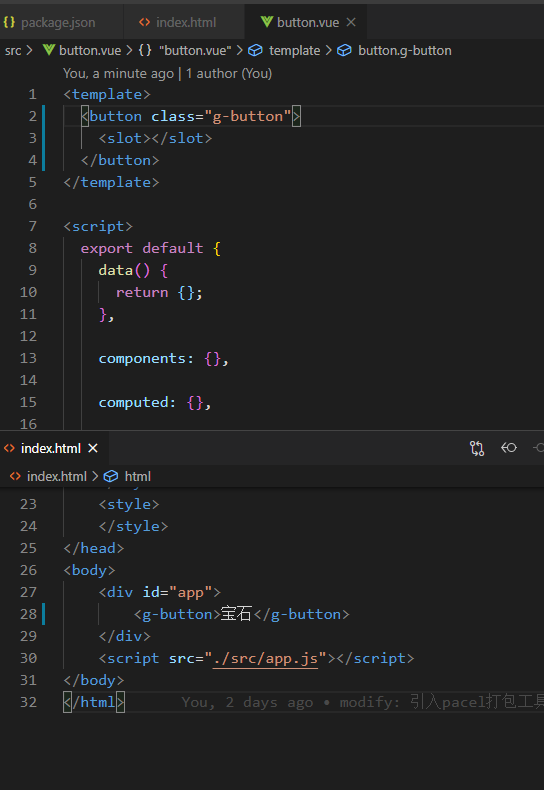 {} package.json <> index.html button.vue ×
src > button.vue > {} "button.vue" > template > button.g-button
You, a minute ago | 1 author (You)
1 <template>
2 <button class="g-button">
3 <slot></slot>
4 </button>
5 </template>
6
7 <script>
8 export default {
9 data() {
10 return {};
11 },
12
13 components: {},
14
15 computed: {},
16
<> index.html ×
<> index.html > html
23 <style>
24 </style>
25 </head>
26 <body>
27 <div id="app">
28 <g-button>宝石</g-button>
29 </div>
30 <script src="./src/app.js"></script>
31 </body>
32 </html> You, 2 days ago • modify: 引入pacel打包工具